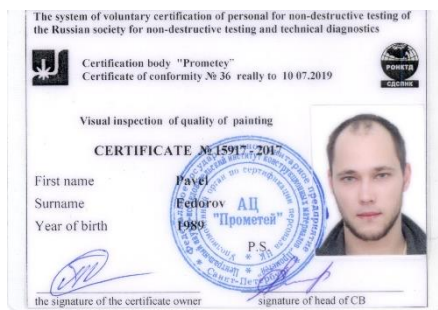 The system of voluntary certification of personal for non-destructive testing of
the Russian society for non-destructive testing and technical diagnostics
Certification body "Prometey"
Certificate of conformity № 36 really to 10 07.2019
РОНКТД
СДСПНК
Visual inspection of quality of painting
CERTIFICATE № 15917 - 2017
First name Pavel
Surname Fedorov
Year of birth 1989
АЦ
"Прометей"
P.S.
Санкт-Петербург
the signature of the certificate owner signature of head of CB